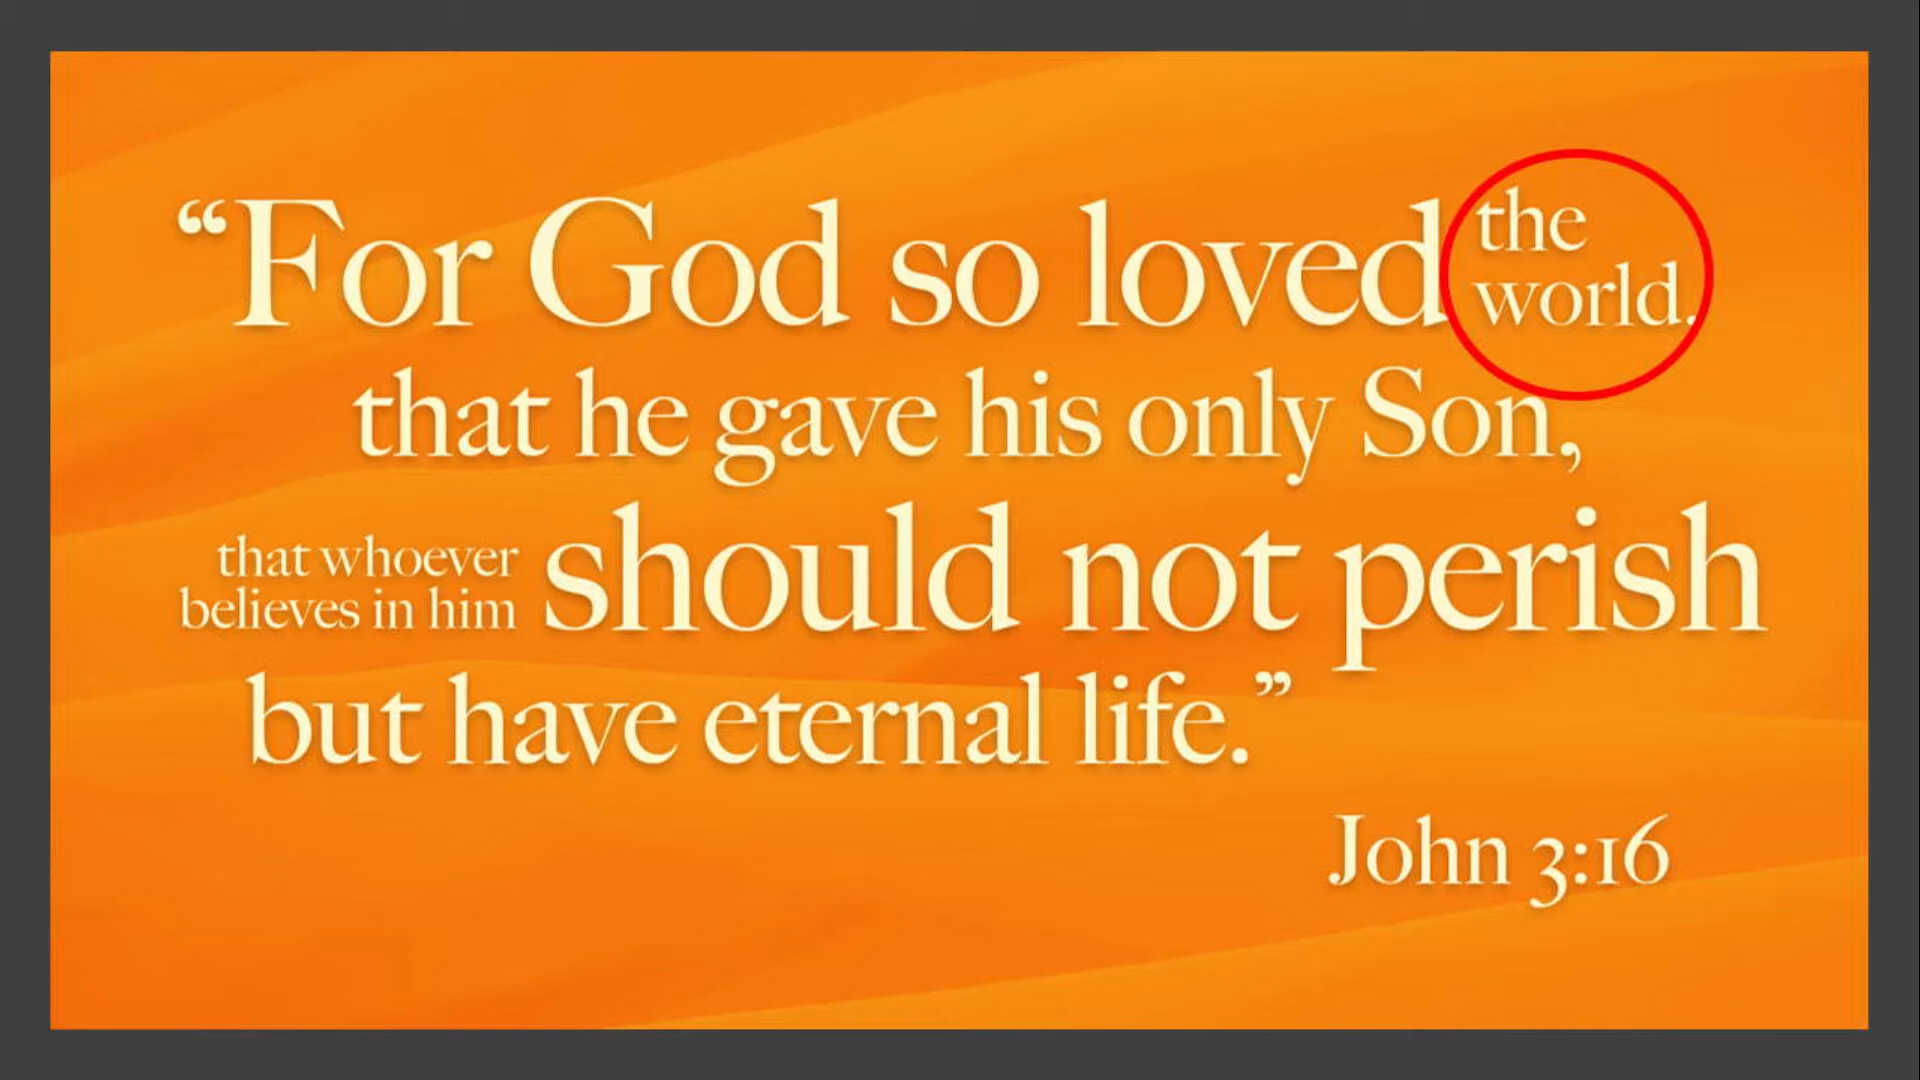 “For God so loved the world.
that he gave his only Son,
that whoever believes in him should not perish
but have eternal life.”
John 3:16